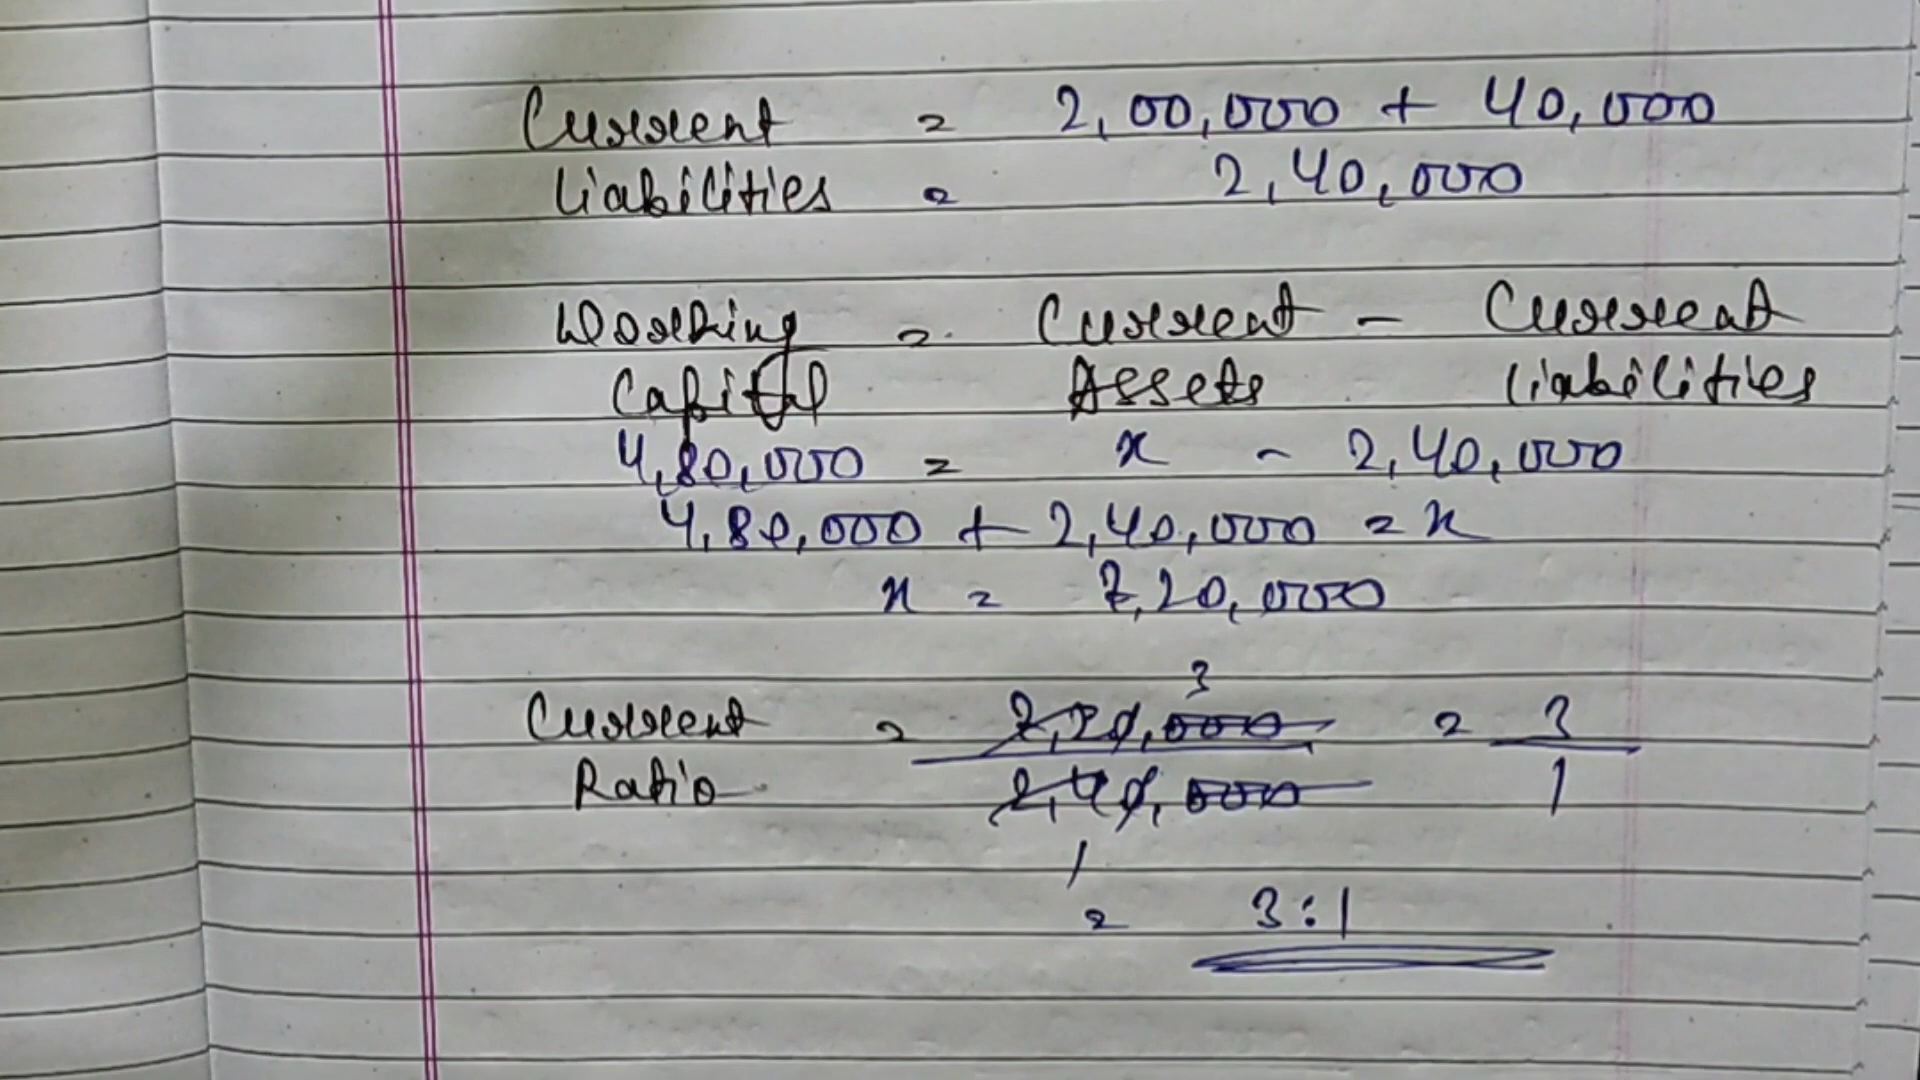 Current = 2,00,000 + 40,000
liabilities = 2,40,000
Working = Current - Current
Capital Assets liabilities
4,80,000 = x - 2,40,000
4,80,000 + 2,40,000 = x
x = 7,20,000
3
Current = 7,20,000 = 3
Ratio 2,40,000 1
1
= 3:1